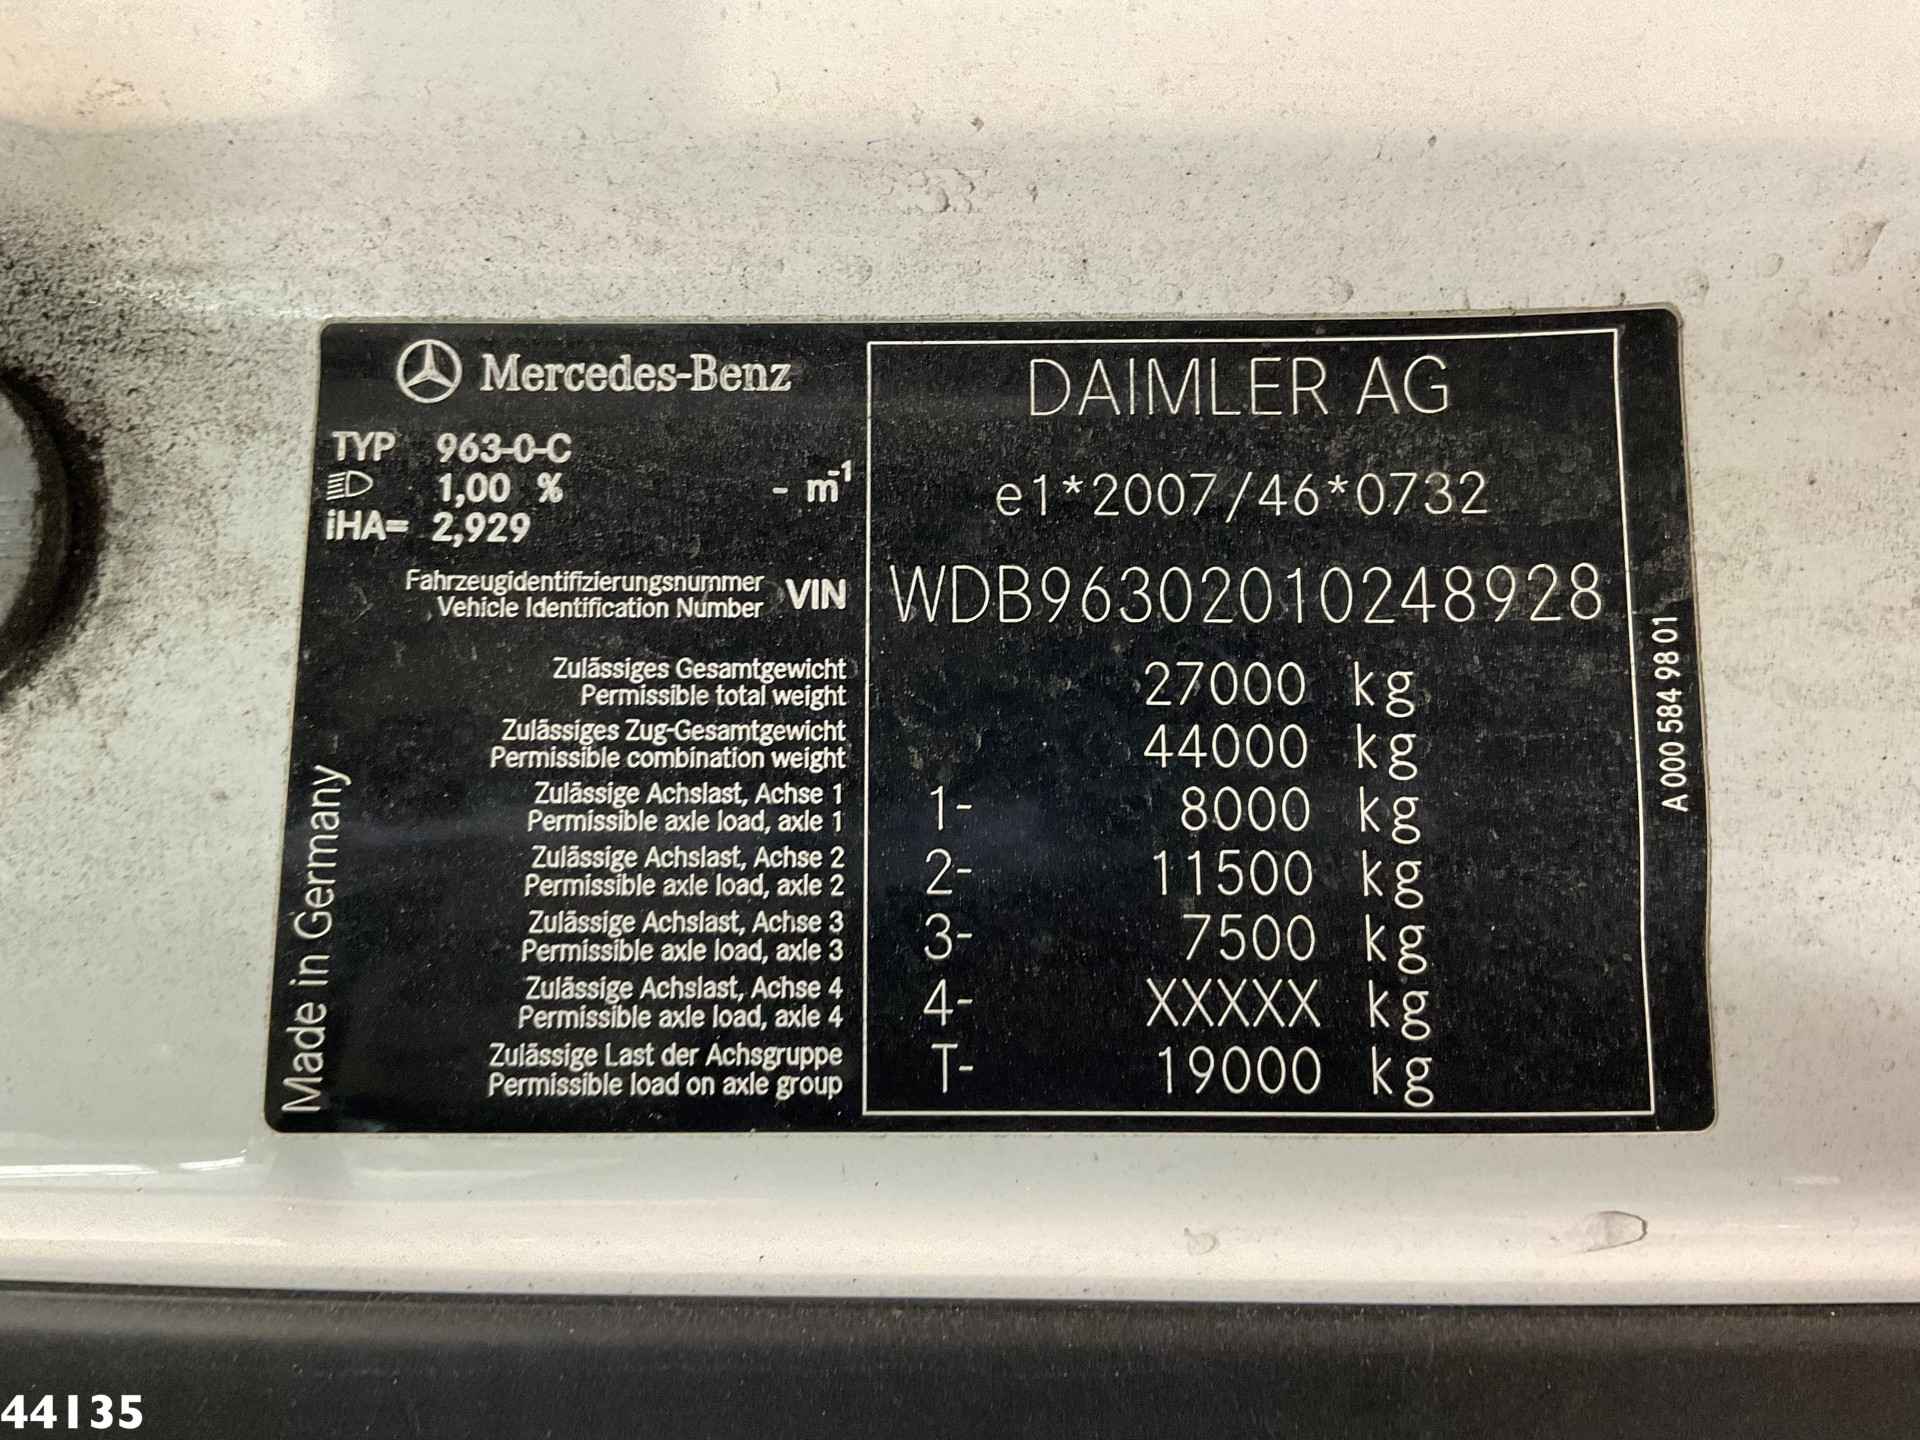 Mercedes-Benz
TYP 963-0-C
1,00 % - m-1
iHA= 2,929
DAIMLER AG
e1*2007/46*0732
Fahrzeugidentifizierungsnummer
Vehicle Identification Number
VIN WDB96302010248928
Zulässiges Gesamtgewicht
Permissible total weight
27000 kg
Zulässiges Zug-Gesamtgewicht
Permissible combination weight
44000 kg
Zulässige Achslast, Achse 1
Permissible axle load, axle 1
1- 8000 kg
Zulässige Achslast, Achse 2
Permissible axle load, axle 2
2- 11500 kg
Zulässige Achslast, Achse 3
Permissible axle load, axle 3
3- 7500 kg
Zulässige Achslast, Achse 4
Permissible axle load, axle 4
4- XXXXX kg
Zulässige Last der Achsgruppe
Permissible load on axle group
T- 19000 kg
Made in Germany
A 000 584 98 01
44135